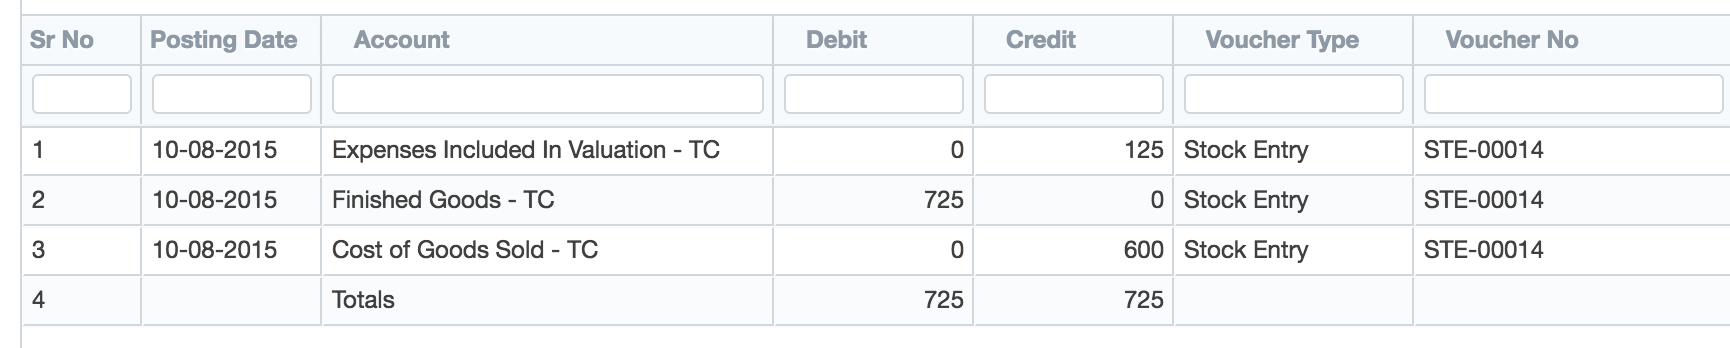 Sr No Posting Date Account Debit Credit Voucher Type Voucher No
1 10-08-2015 Expenses Included In Valuation - TC 0 125 Stock Entry STE-00014
2 10-08-2015 Finished Goods - TC 725 0 Stock Entry STE-00014
3 10-08-2015 Cost of Goods Sold - TC 0 600 Stock Entry STE-00014
4 Totals 725 725